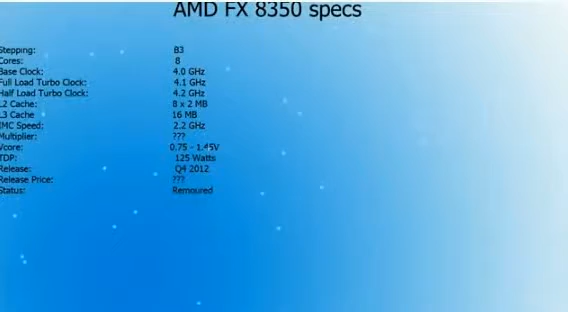 AMD FX 8350 specs
Stepping: B3
Cores: 8
Base Clock: 4.0 GHz
Full Load Turbo Clock: 4.1 GHz
Half Load Turbo Clock: 4.2 GHz
L2 Cache: 8 x 2 MB
L3 Cache 16 MB
IMC Speed: 2.2 GHz
Multiplier: ???
Vcore: 0.75 - 1.45V
TDP: 125 Watts
Release: Q4 2012
Release Price: ???
Status: Remoured